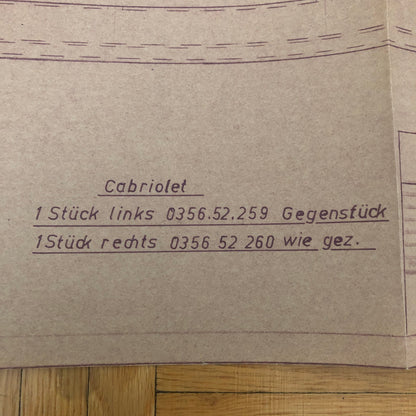 Cabriolet
1 Stück links 0356.52.259 Gegenstück
1 Stück rechts 0356 52 260 wie gez.